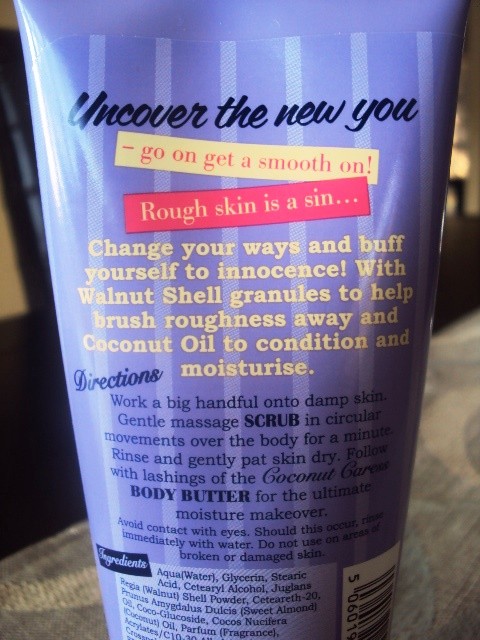 Uncover the new you
– go on get a smooth on!
Rough skin is a sin...
Change your ways and buff
yourself to innocence! With
Walnut Shell granules to help
brush roughness away and
Coconut Oil to condition and
moisturise.
Directions
Work a big handful onto damp skin.
Gentle massage SCRUB in circular
movements over the body for a minute.
Rinse and gently pat skin dry. Follow
with lashings of the Coconut Caress
BODY BUTTER for the ultimate
moisture makeover.
Avoid contact with eyes. Should this occur, rinse
immediately with water. Do not use on areas of
broken or damaged skin.
Ingredients
Aqua(Water), Glycerin, Stearic
Acid, Cetearyl Alcohol, Juglans
Regia (Walnut) Shell Powder, Ceteareth-20,
Prunus Amygdalus Dulcis (Sweet Almond)
Oil, Coco-Glucoside, Cocos Nucifera
(Coconut) Oil, Parfum (Fragrance),
Acrylates/C10-30